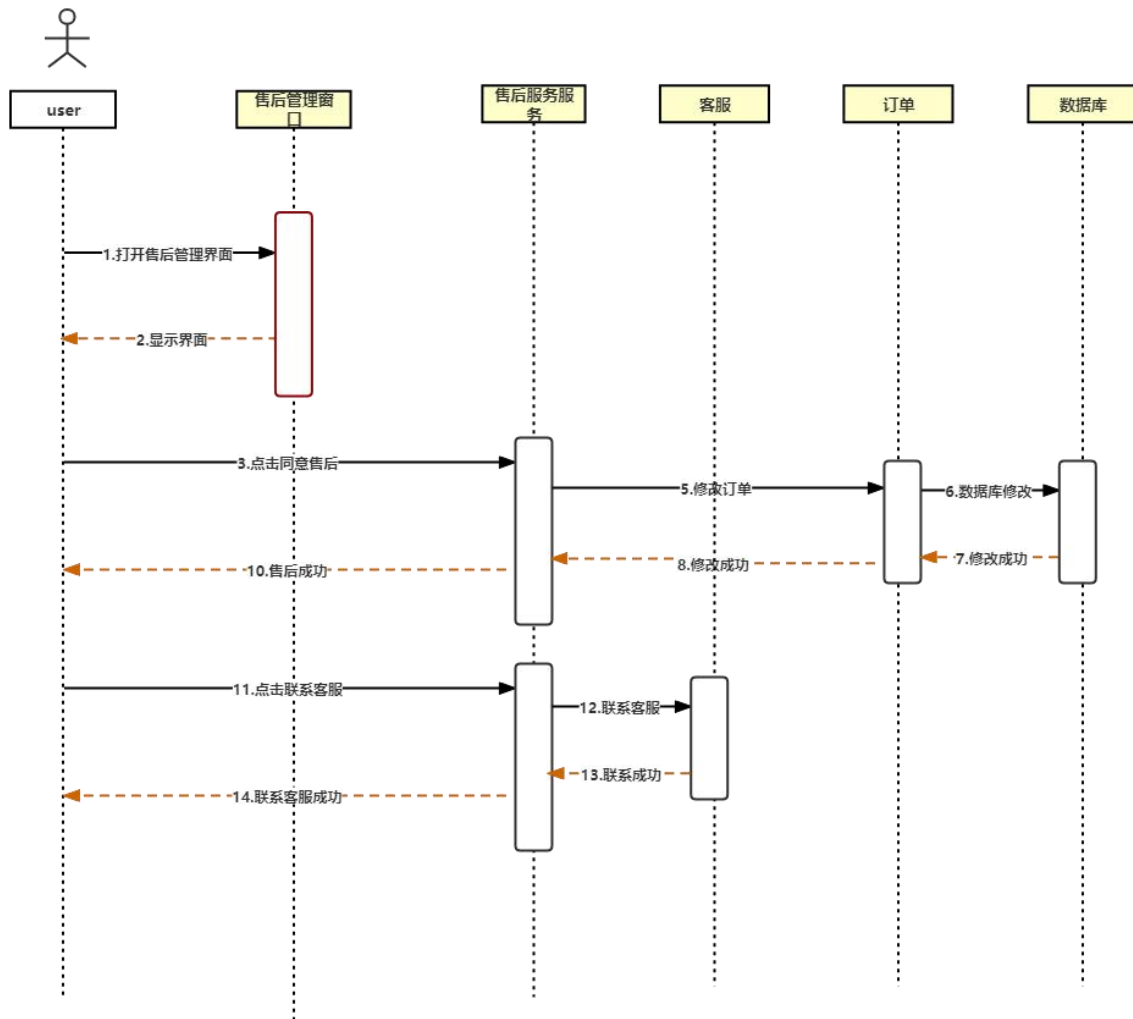 user
售后管理窗
口
售后服务服
务
客服
订单
数据库
1.打开售后管理界面
2.显示界面
3.点击同意售后
5.修改订单
6.数据库修改
7.修改成功
8.修改成功
10.售后成功
11.点击联系客服
12.联系客服
13.联系成功
14.联系客服成功